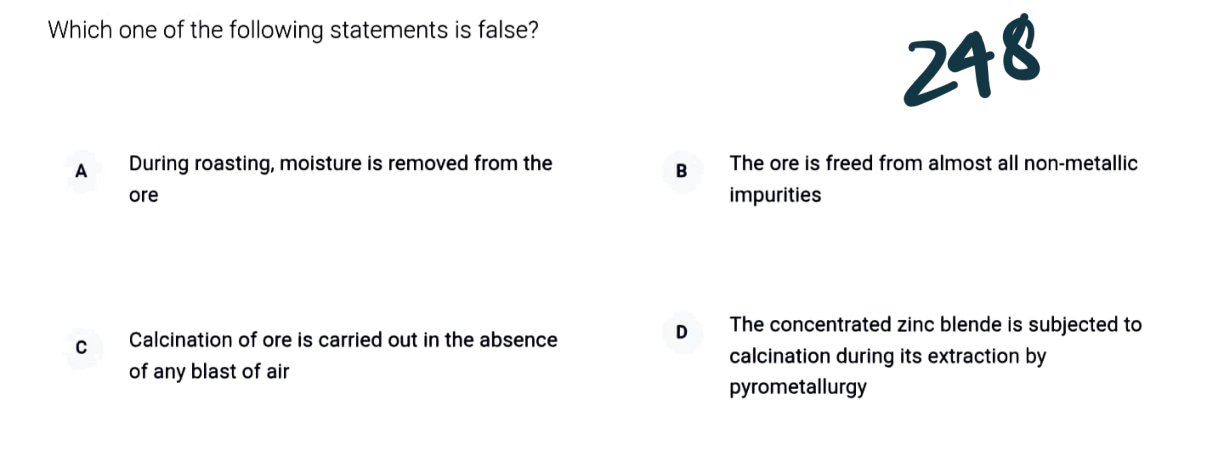 Which one of the following statements is false?
248
A
During roasting, moisture is removed from the
ore
B
The ore is freed from almost all non-metallic
impurities
C
Calcination of ore is carried out in the absence
of any blast of air
D
The concentrated zinc blende is subjected to
calcination during its extraction by
pyrometallurgy